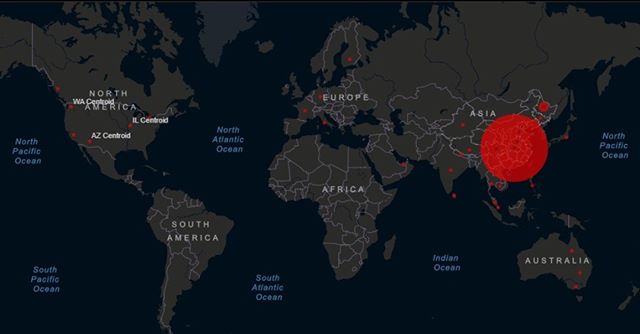 NORTH
AMERICA
WA Centroid
IL Centroid
AZ Centroid
EUROPE
ASIA
North
Pacific
Ocean
North
Atlantic
Ocean
North
Pacific
Ocean
AFRICA
SOUTH
AMERICA
Indian
Ocean
AUSTRALIA
South
Pacific
Ocean
South
Atlantic
Ocean